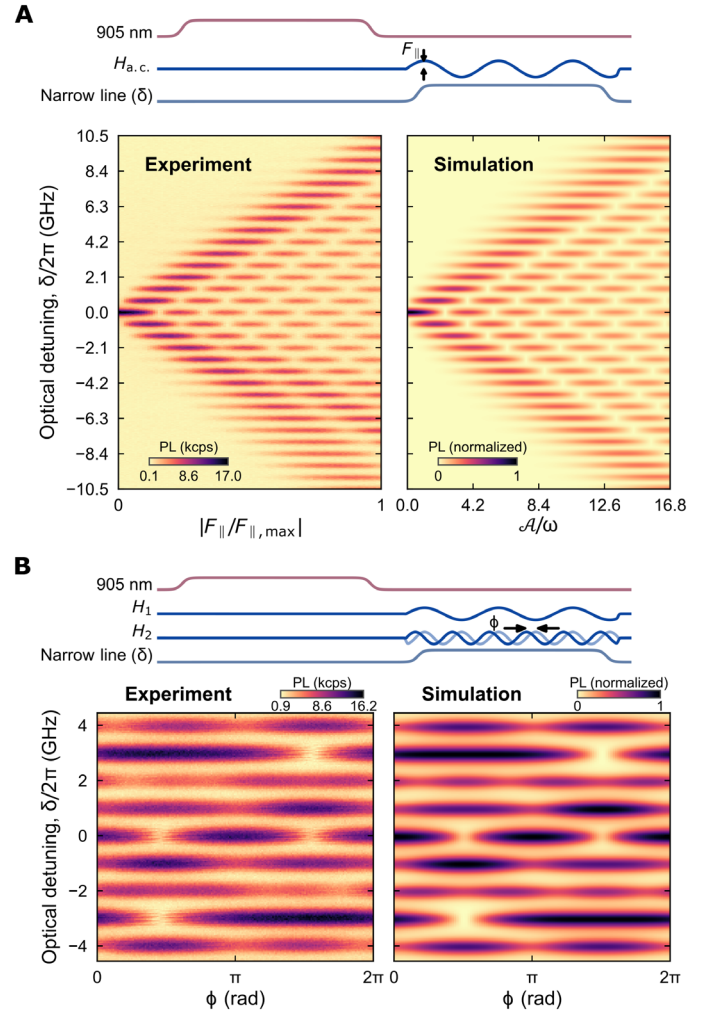 A
905 nm
F∥
Ha.c.
Narrow line (δ)
Optical detuning, δ/2π (GHz)
10.5
8.4
6.3
4.2
2.1
0.0
−2.1
−4.2
−6.3
−8.4
−10.5
Experiment
PL (kcps)
0.1 8.6 17.0
0 1
|F∥/F∥,max|
Simulation
PL (normalized)
0 1
0.0 4.2 8.4 12.6 16.8
𝒜/ω
B
905 nm
H1
ϕ
H2
Narrow line (δ)
Experiment
PL (kcps)
0.9 8.6 16.2
Simulation
PL (normalized)
0 1
Optical detuning, δ/2π (GHz)
4
2
0
−2
−4
0 π 2π
ϕ (rad)
0 π 2π
ϕ (rad)